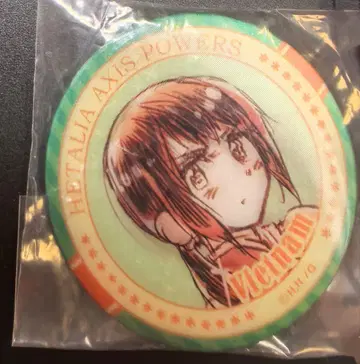 HETALIA AXIS POWERS
Vietnam
©H.H /G